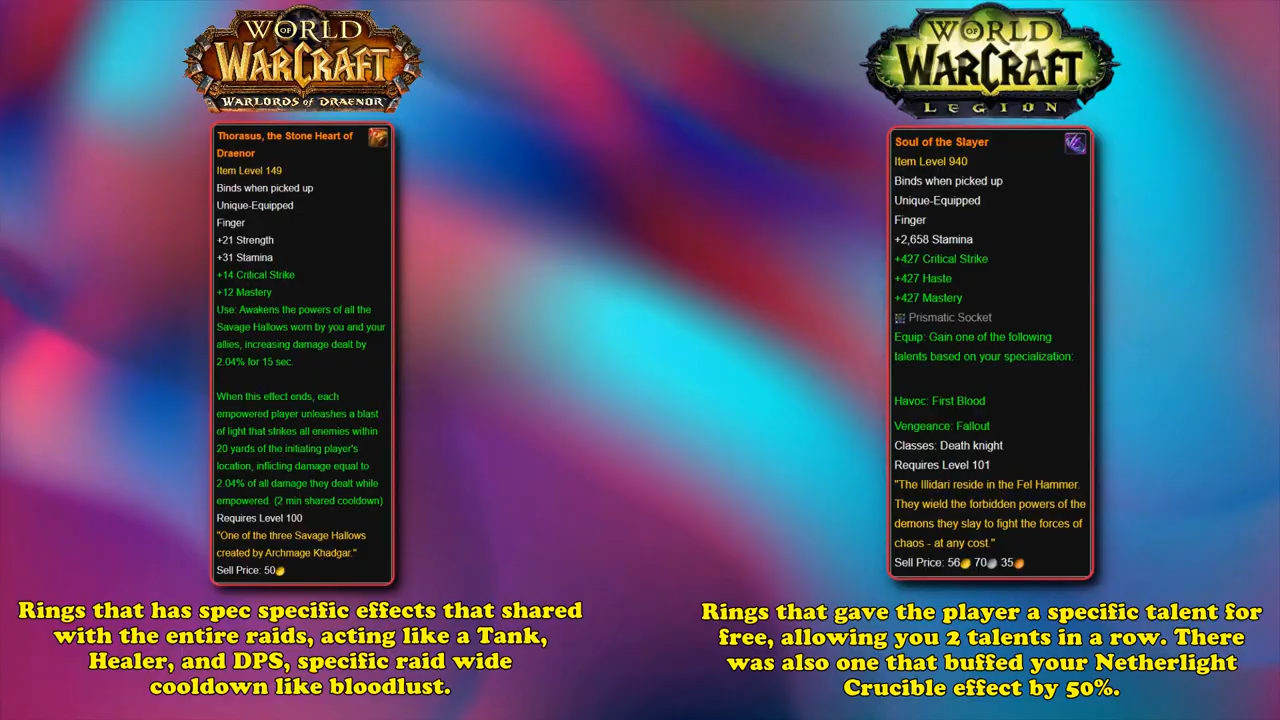 WORLD
OF
WARCRAFT
WARLORDS OF DRAENOR
Thorasus, the Stone Heart of
Draenor
Item Level 149
Binds when picked up
Unique-Equipped
Finger
+21 Strength
+31 Stamina
+14 Critical Strike
+12 Mastery
Use: Awakens the powers of all the
Savage Hallows worn by you and your
allies, increasing damage dealt by
2.04% for 15 sec.
When this effect ends, each
empowered player unleashes a blast
of light that strikes all enemies within
20 yards of the initiating player's
location, inflicting damage equal to
2.04% of all damage they dealt while
empowered. (2 min shared cooldown)
Requires Level 100
"One of the three Savage Hallows
created by Archmage Khadgar."
Sell Price: 50
Rings that has spec specific effects that shared
with the entire raids, acting like a Tank,
Healer, and DPS, specific raid wide
cooldown like bloodlust.
WORLD
OF
WARCRAFT
LEGION
Soul of the Slayer
Item Level 940
Binds when picked up
Unique-Equipped
Finger
+2,658 Stamina
+427 Critical Strike
+427 Haste
+427 Mastery
Prismatic Socket
Equip: Gain one of the following
talents based on your specialization:
Havoc: First Blood
Vengeance: Fallout
Classes: Death knight
Requires Level 101
"The Illidari reside in the Fel Hammer.
They wield the forbidden powers of the
demons they slay to fight the forces of
chaos - at any cost."
Sell Price: 56 70 35
Rings that gave the player a specific talent for
free, allowing you 2 talents in a row. There
was also one that buffed your Netherlight
Crucible effect by 50%.